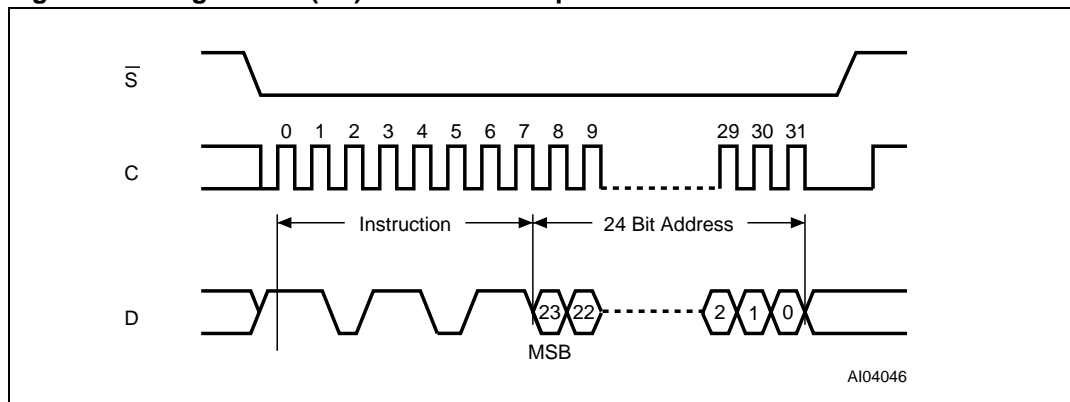 S
0 1 2 3 4 5 6 7 8 9 29 30 31
C
Instruction 24 Bit Address
D 23 22 2 1 0
MSB
AI04046